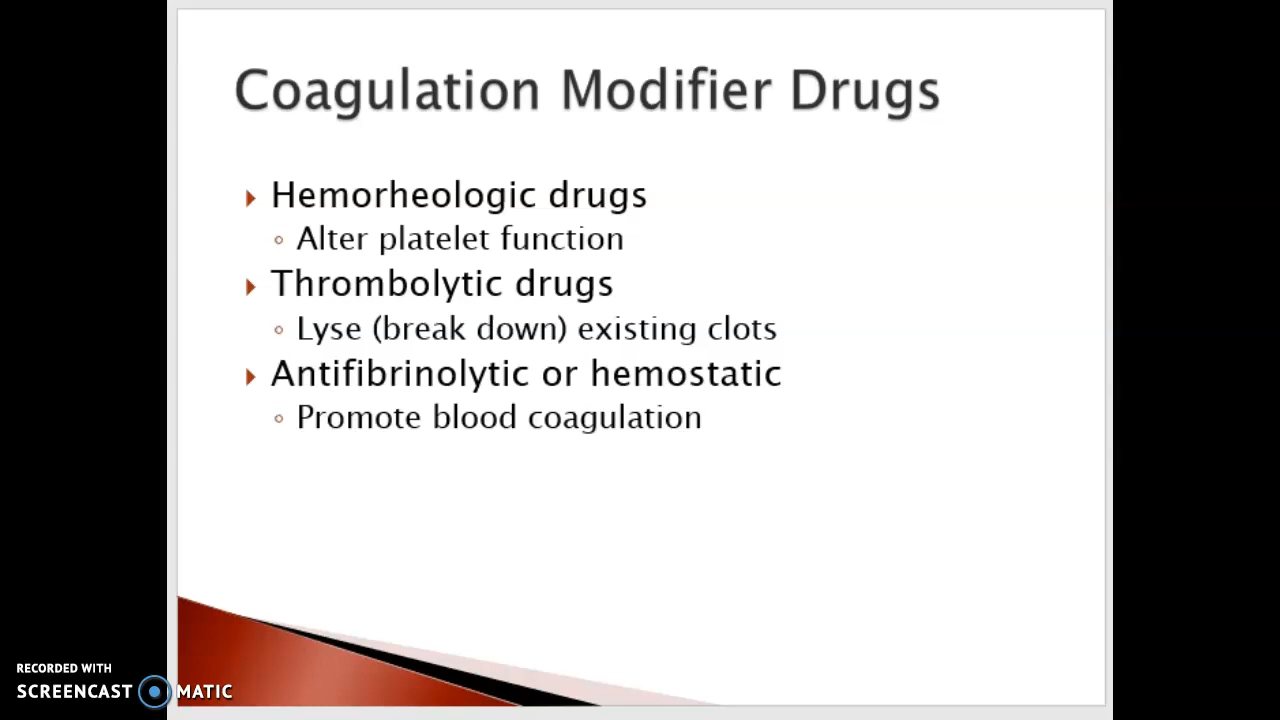 Coagulation Modifier Drugs
Hemorheologic drugs
Alter platelet function
Thrombolytic drugs
Lyse (break down) existing clots
Antifibrinolytic or hemostatic
Promote blood coagulation
RECORDED WITH
SCREENCAST MATIC